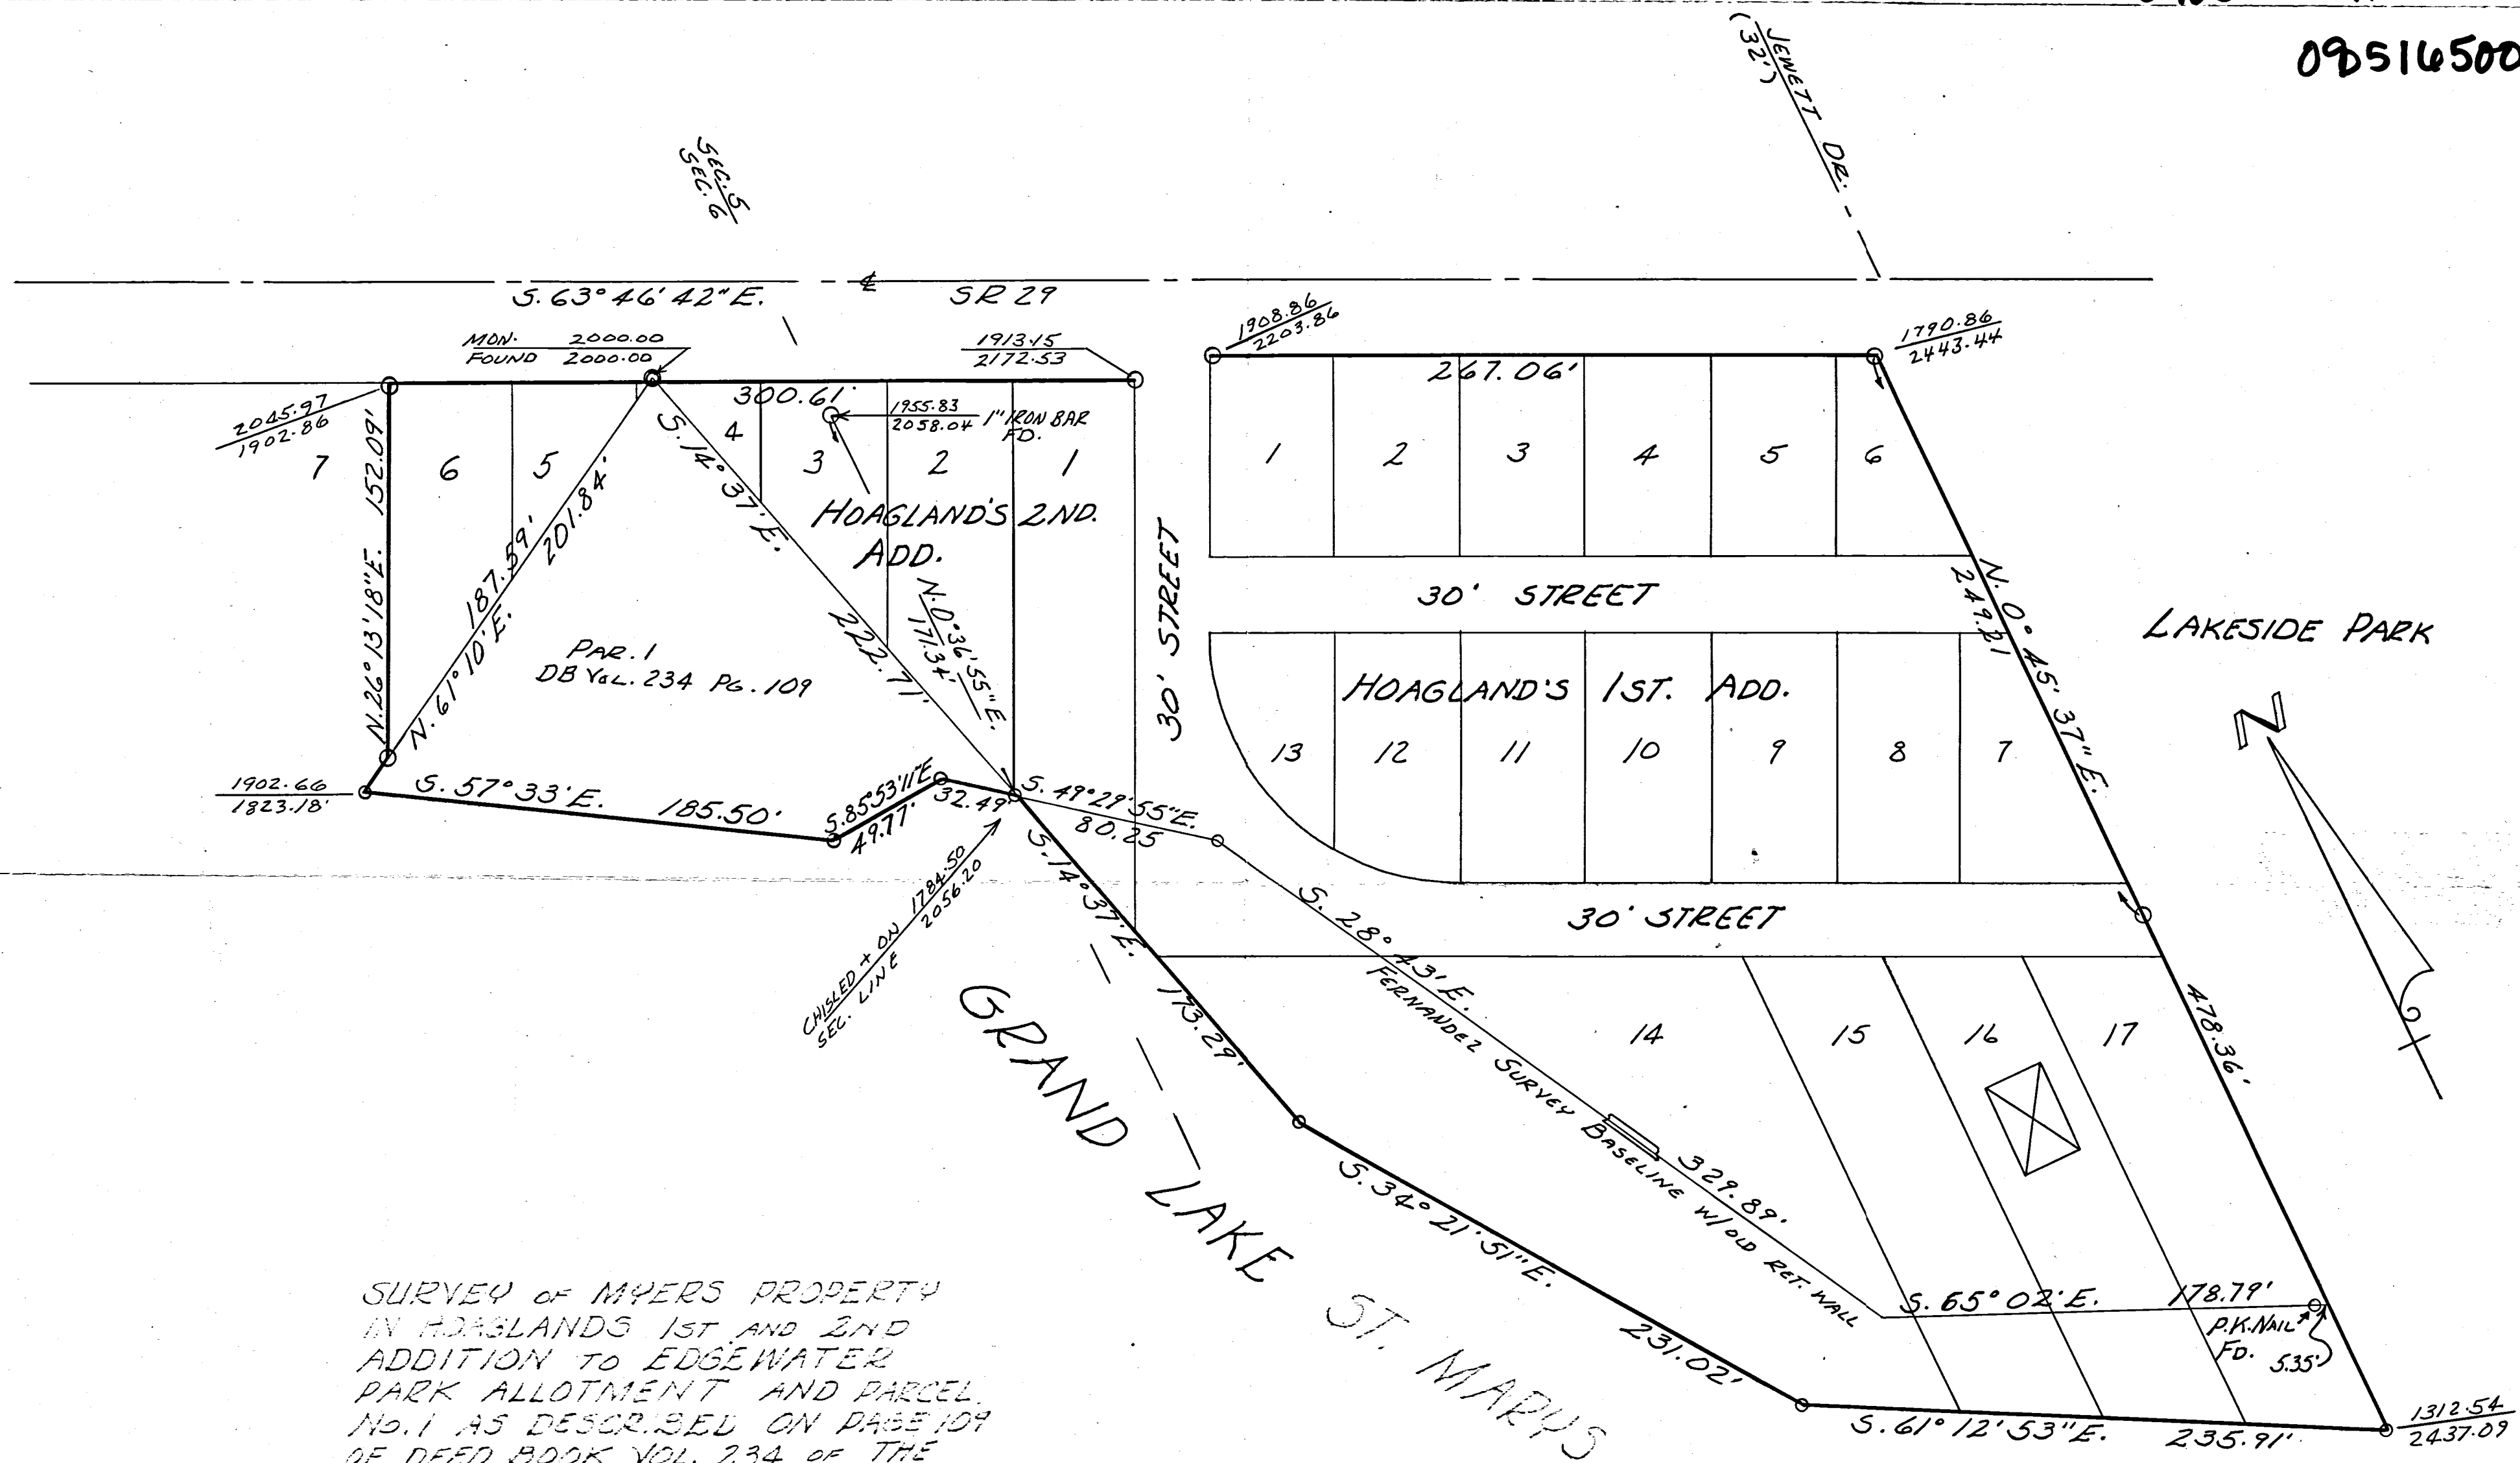 08516500
JEWETT DR.
(32')
SEC. 5
SEC. 6
S. 63° 46' 42" E.
SR 29
MON. 2000.00
FOUND 2000.00
1913.15
2172.53
1908.86
2203.86
1790.86
2443.44
300.61'
267.06'
2045.97
1902.86
1955.83
2058.04
1" IRON BAR
FD.
7
6
5
4
3
2
1
1
2
3
4
5
6
N. 26° 13' 18" E. 152.09'
187.59'
201.84'
N. 61° 10' E.
S. 14° 37' E.
222.71'
HOAGLAND'S 2ND.
ADD.
N. 0° 36' 55" E.
171.34'
30' STREET
30' STREET
N. 0° 45' 37" E.
249.21
LAKESIDE PARK
N
PAR. 1
DB VOL. 234 PG. 109
HOAGLAND'S 1ST. ADD.
13
12
11
10
9
8
7
1902.66
1823.18'
S. 57° 33' E. 185.50'
S. 85° 53' 11" E
49.77'
32.49'
S. 49° 29' 55" E.
80.25
CHISLED + ON
SEC. LINE
1784.50
2056.20
S. 14° 37' E.
173.29'
30' STREET
S. 28° 43' E.
329.89'
FERNANDEZ SURVEY BASELINE W/OLD RET. WALL
14
15
16
17
478.36'
GRAND LAKE ST. MARYS
S. 34° 21' 51" E.
231.02'
S. 65° 02' E. 178.79'
P.K. NAIL
FD. 5.35'
S. 61° 12' 53" E. 235.91'
1312.54
2437.09
SURVEY OF MYERS PROPERTY
IN HOAGLANDS 1ST AND 2ND
ADDITION TO EDGEWATER
PARK ALLOTMENT AND PARCEL
No. 1 AS DESCRIBED ON PAGE 109
OF DEED BOOK VOL. 234 OF THE